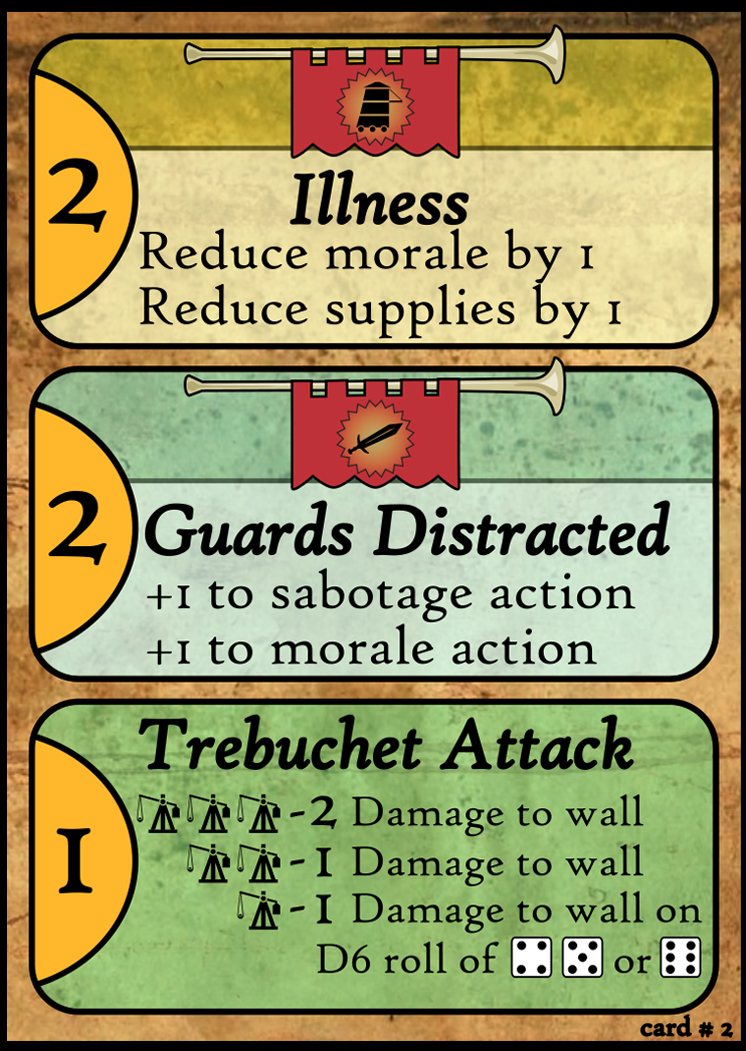 2
Illness
Reduce morale by 1
Reduce supplies by 1
2
Guards Distracted
+1 to sabotage action
+1 to morale action
1
Trebuchet Attack
-2 Damage to wall
-1 Damage to wall
-1 Damage to wall on
D6 roll of or
card # 2